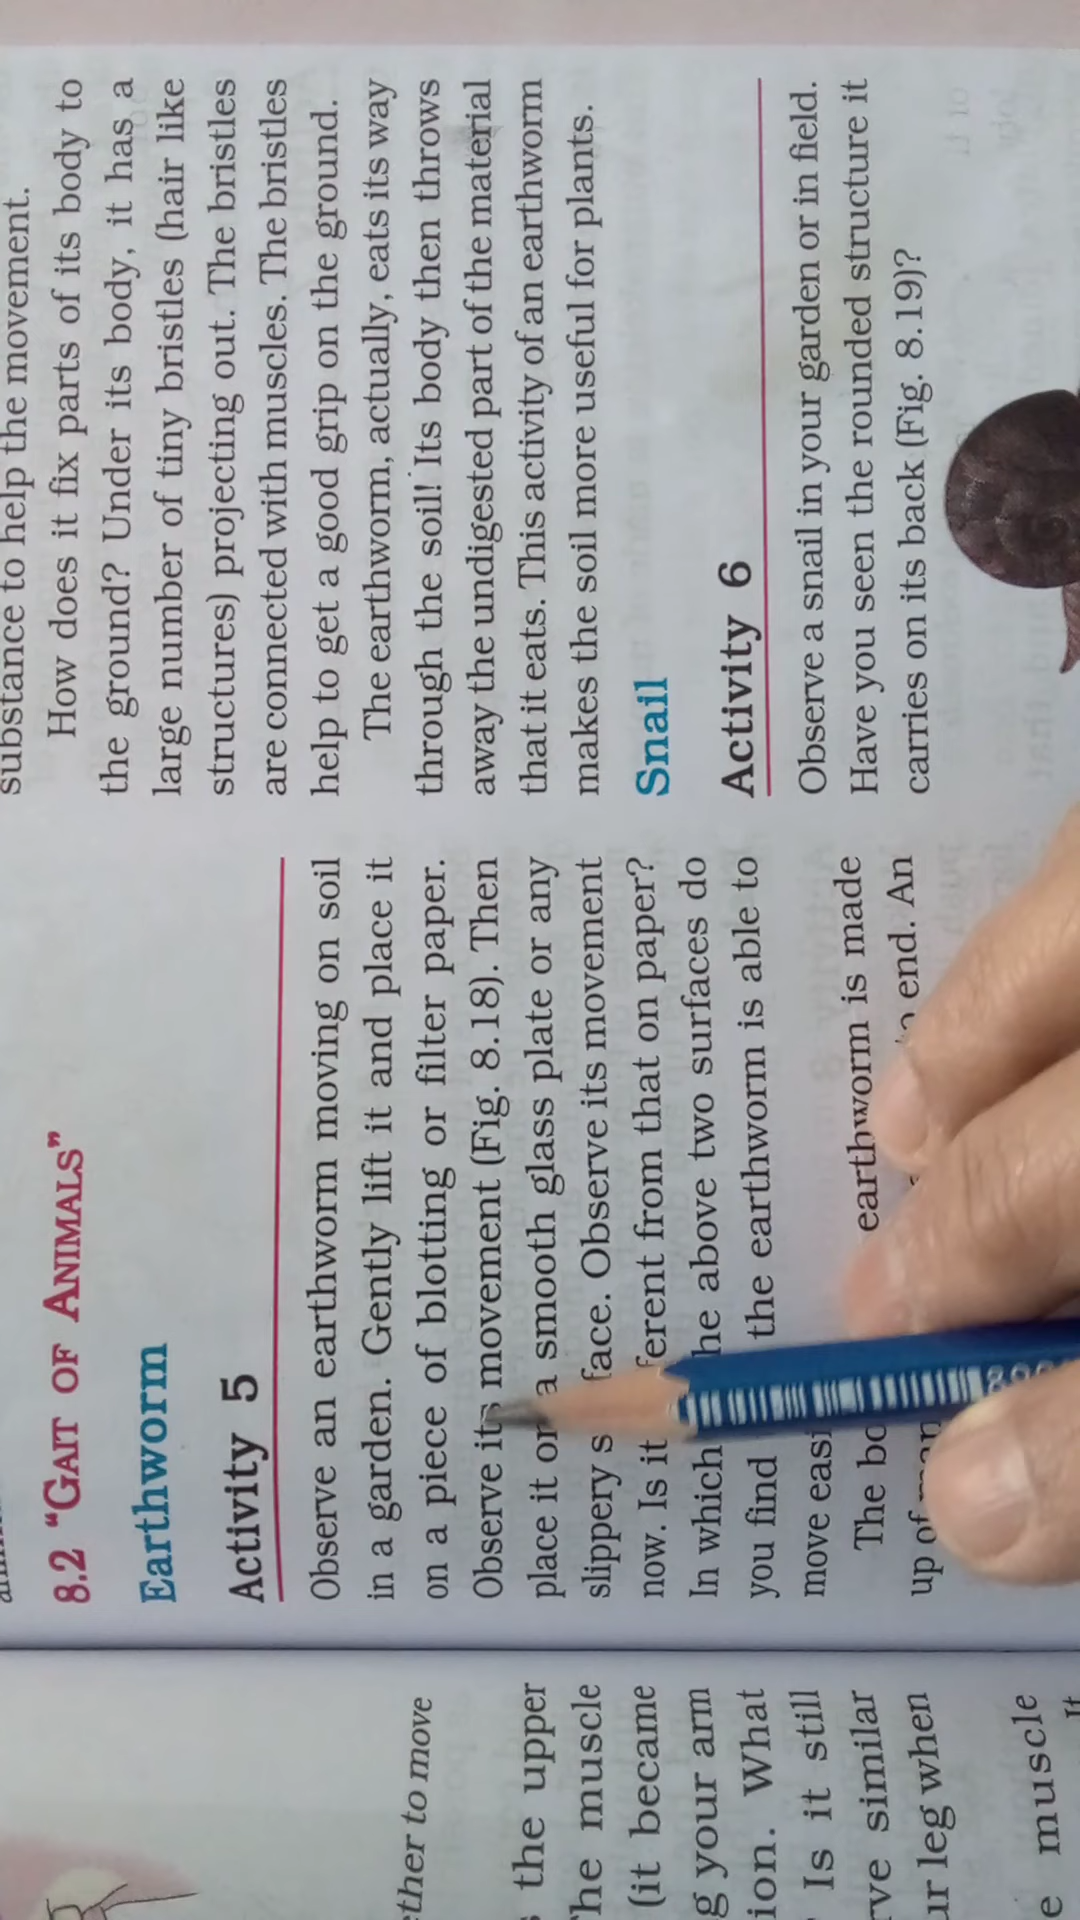 8.2 “GAIT OF ANIMALS”
Earthworm
Activity 5
Observe an earthworm moving on soil
in a garden. Gently lift it and place it
on a piece of blotting or filter paper.
Observe its movement (Fig. 8.18). Then
place it on a smooth glass plate or any
slippery face. Observe its movement
now. Is it ferent from that on paper?
In which he above two surfaces do
you find the earthworm is able to
move easi
The bo earthworm is made
up of end. An
substance to help the movement.
How does it fix parts of its body to
the ground? Under its body, it has a
large number of tiny bristles (hair like
structures) projecting out. The bristles
are connected with muscles. The bristles
help to get a good grip on the ground.
The earthworm, actually, eats its way
through the soil! Its body then throws
away the undigested part of the material
that it eats. This activity of an earthworm
makes the soil more useful for plants.
Snail
Activity 6
Observe a snail in your garden or in field.
Have you seen the rounded structure it
carries on its back (Fig. 8.19)?
ther to move
the upper
he muscle
(it became
g your arm
ion. What
Is it still
rve similar
ur leg when
e muscle
It